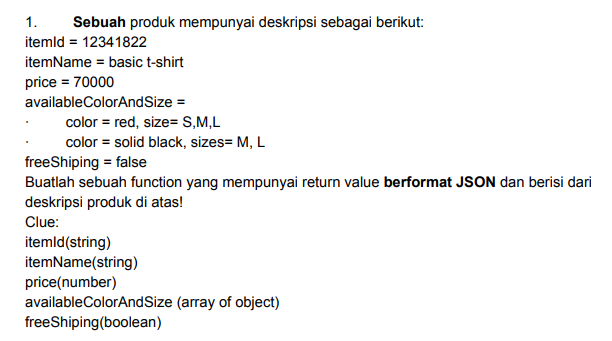 1. Sebuah produk mempunyai deskripsi sebagai berikut:
itemId = 12341822
itemName = basic t-shirt
price = 70000
availableColorAndSize =
· color = red, size= S,M,L
· color = solid black, sizes= M, L
freeShiping = false
Buatlah sebuah function yang mempunyai return value berformat JSON dan berisi dari
deskripsi produk di atas!
Clue:
itemId(string)
itemName(string)
price(number)
availableColorAndSize (array of object)
freeShiping(boolean)